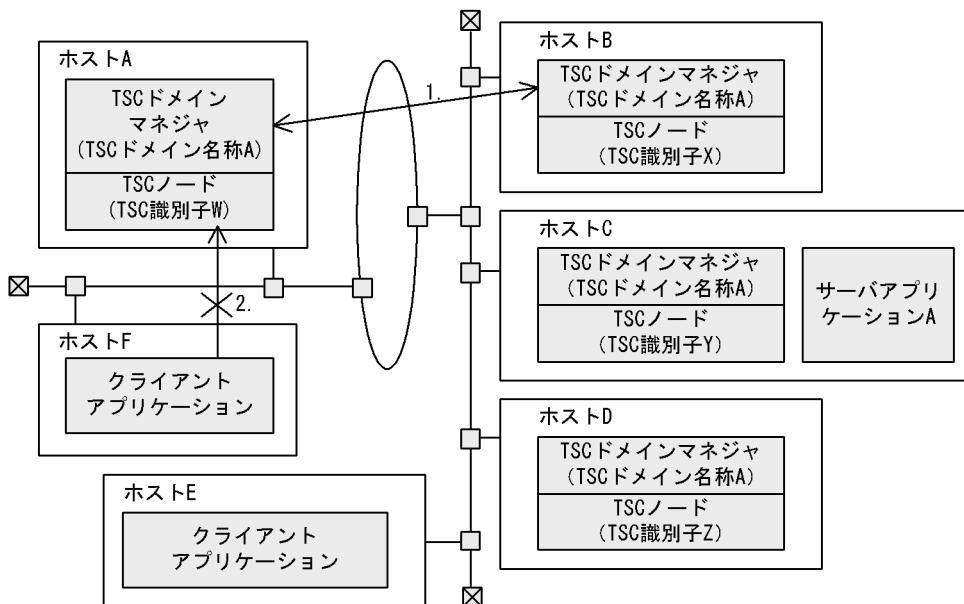 ホストA
TSCドメイン
マネジャ
(TSCドメイン名称A)
TSCノード
(TSC識別子W)
1.
ホストB
TSCドメインマネジャ
(TSCドメイン名称A)
TSCノード
(TSC識別子X)
ホストC
TSCドメインマネジャ
(TSCドメイン名称A)
TSCノード
(TSC識別子Y)
サーバアプリ
ケーションA
2.
ホストF
クライアント
アプリケーション
ホストD
TSCドメインマネジャ
(TSCドメイン名称A)
TSCノード
(TSC識別子Z)
ホストE
クライアント
アプリケーション